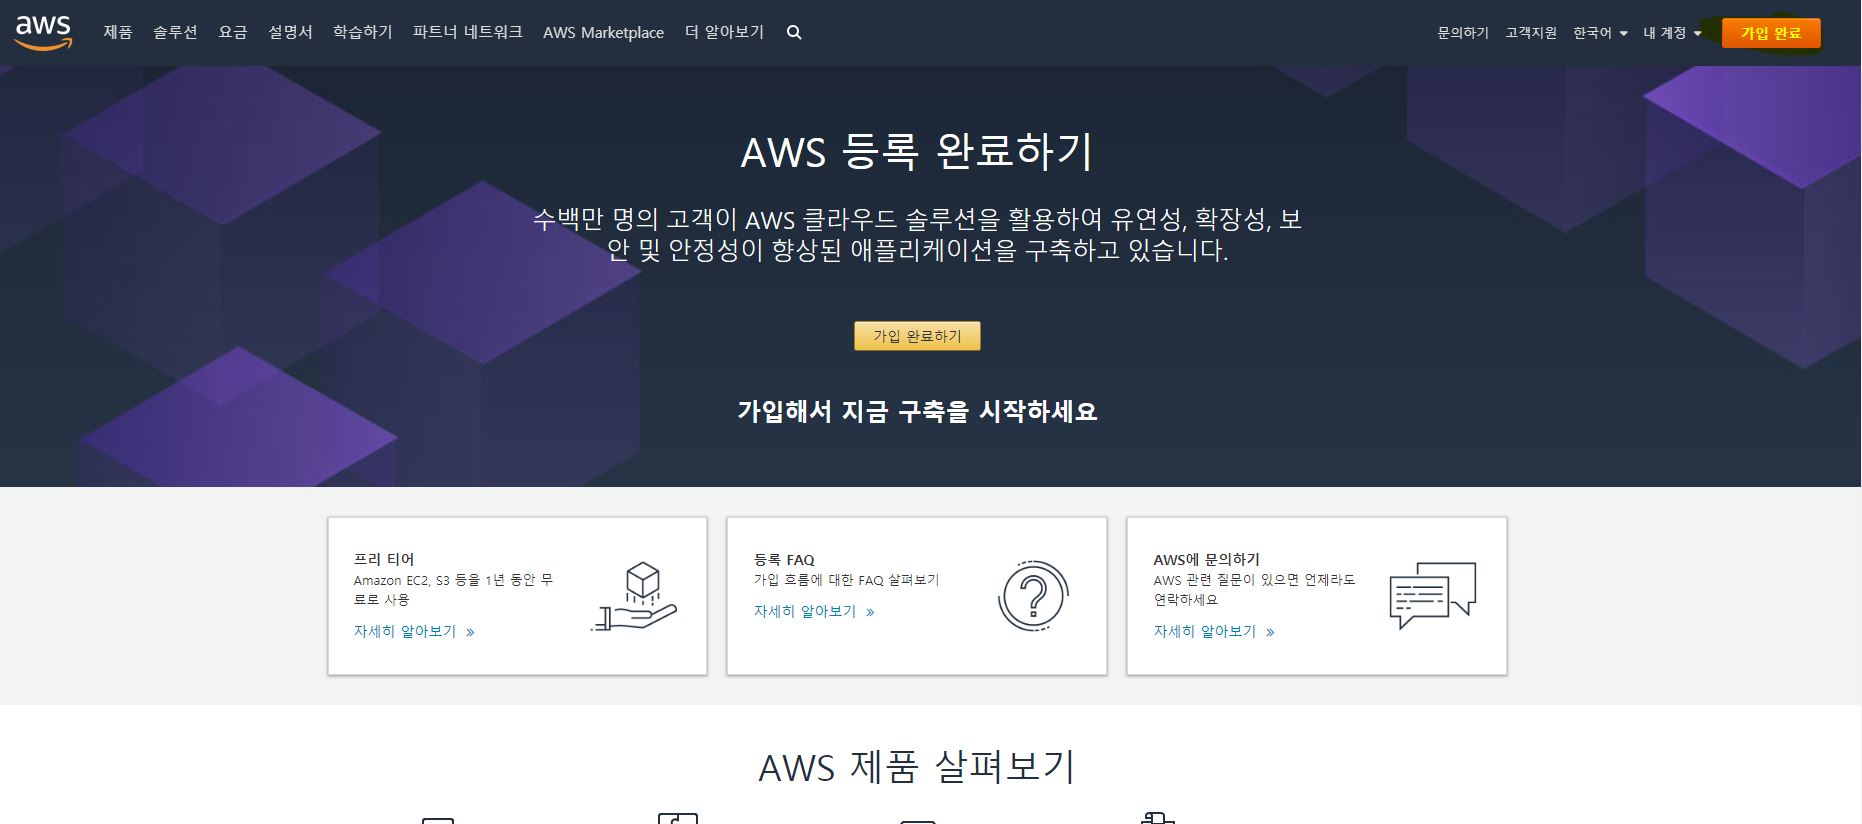 aws 제품 솔루션 요금 설명서 학습하기 파트너 네트워크 AWS Marketplace 더 알아보기 문의하기 고객지원 한국어 내 계정 가입 완료
AWS 등록 완료하기
수백만 명의 고객이 AWS 클라우드 솔루션을 활용하여 유연성, 확장성, 보
안 및 안정성이 향상된 애플리케이션을 구축하고 있습니다.
가입 완료하기
가입해서 지금 구축을 시작하세요
프리 티어
Amazon EC2, S3 등을 1년 동안 무
료로 사용
자세히 알아보기 »
등록 FAQ
가입 흐름에 대한 FAQ 살펴보기
자세히 알아보기 »
AWS에 문의하기
AWS 관련 질문이 있으면 언제라도
연락하세요
자세히 알아보기 »
AWS 제품 살펴보기